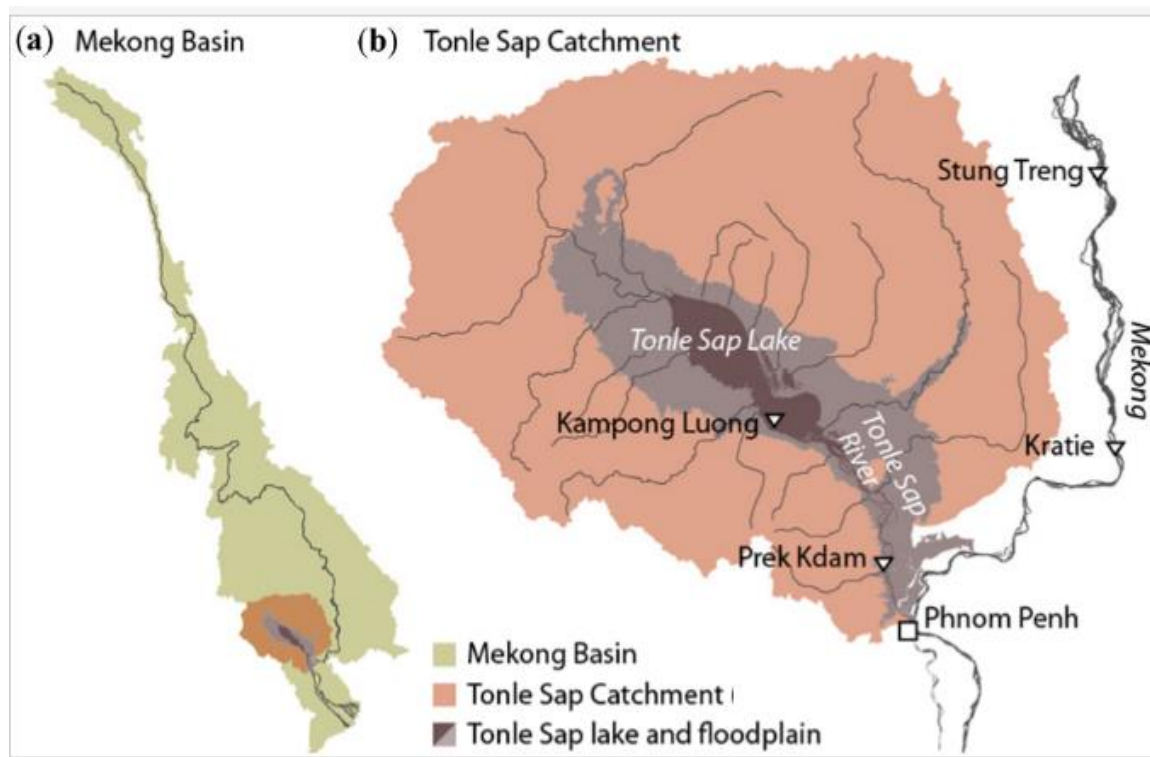 (a) Mekong Basin
(b) Tonle Sap Catchment
Stung Treng
Tonle Sap Lake
Mekong
Kampong Luong
Tonle Sap
River
Kratie
Prek Kdam
Phnom Penh
Mekong Basin
Tonle Sap Catchment (
Tonle Sap lake and floodplain